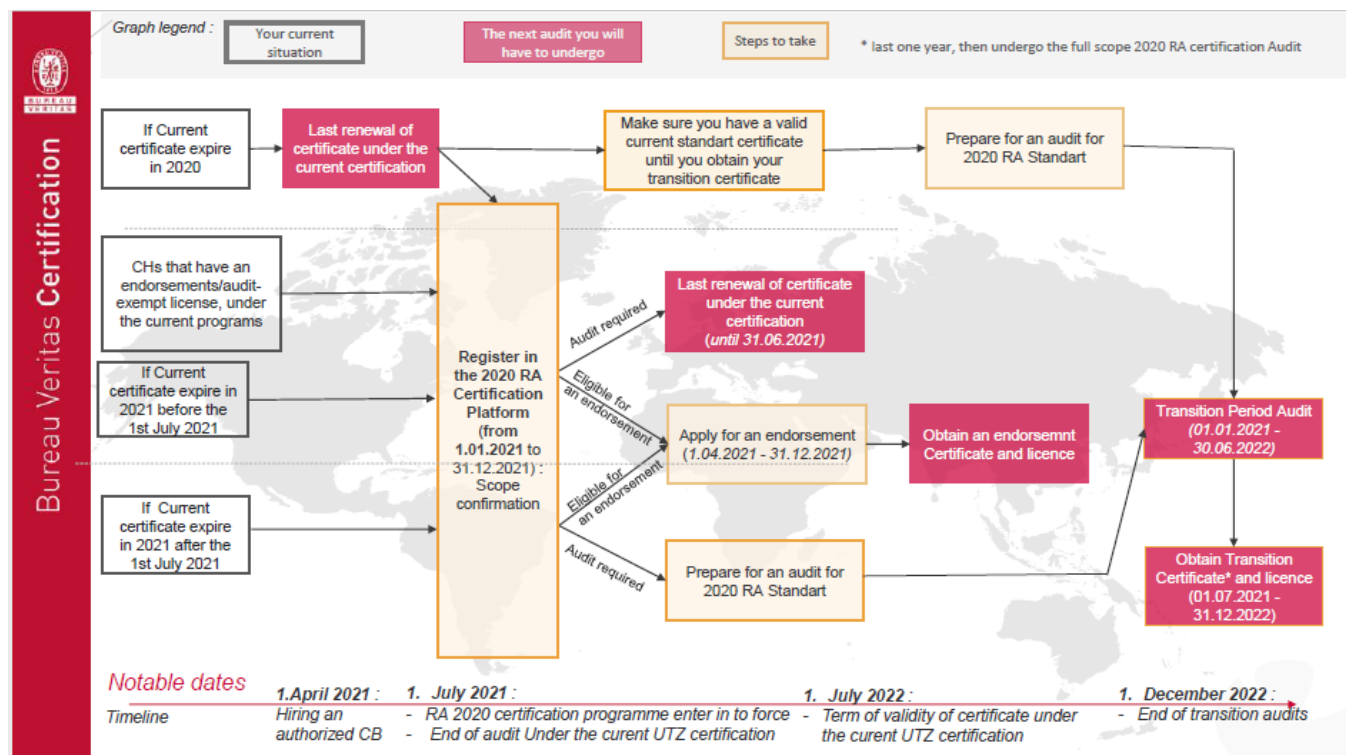 Graph legend :
Your current
situation
The next audit you will
have to undergo
Steps to take
* last one year, then undergo the full scope 2020 RA certification Audit
BUREAU
VERITAS
Bureau Veritas Certification
If Current
certificate expire
in 2020
Last renewal of
certificate under the
current certification
Make sure you have a valid
current standart certificate
until you obtain your
transition certificate
Prepare for an audit for
2020 RA Standart
CHs that have an
endorsements/audit-
exempt license, under
the current programs
If Current
certificate expire in
2021 before the
1st July 2021
If Current
certificate expire
in 2021 after the
1st July 2021
Register in
the 2020 RA
Certification
Platform
(from
1.01.2021 to
31.12.2021) :
Scope
confirmation
Audit required
Eligible for
an endorsement
Eligible for
an endorsement
Audit required
Last renewal of certificate
under the current
certification
(until 31.06.2021)
Apply for an endorsement
(1.04.2021 - 31.12.2021)
Obtain an endorsemnt
Certificate and licence
Prepare for an audit for
2020 RA Standart
Transition Period Audit
(01.01.2021 -
30.06.2022)
Obtain Transition
Certificate* and licence
(01.07.2021 -
31.12.2022)
Notable dates
Timeline
1.April 2021 :
Hiring an
authorized CB
1. July 2021 :
- RA 2020 certification programme enter in to force
- End of audit Under the curent UTZ certification
1. July 2022 :
- Term of validity of certificate under
the curent UTZ certification
1. December 2022 :
- End of transition audits